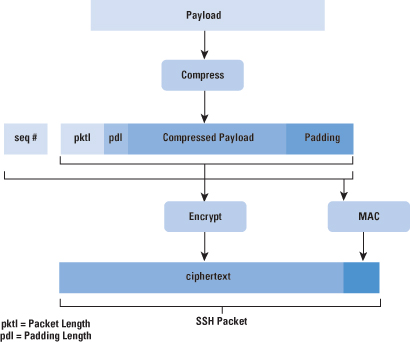 Payload
Compress
seq # pktl pdl Compressed Payload Padding
Encrypt MAC
ciphertext
SSH Packet
pktl = Packet Length
pdl = Padding Length